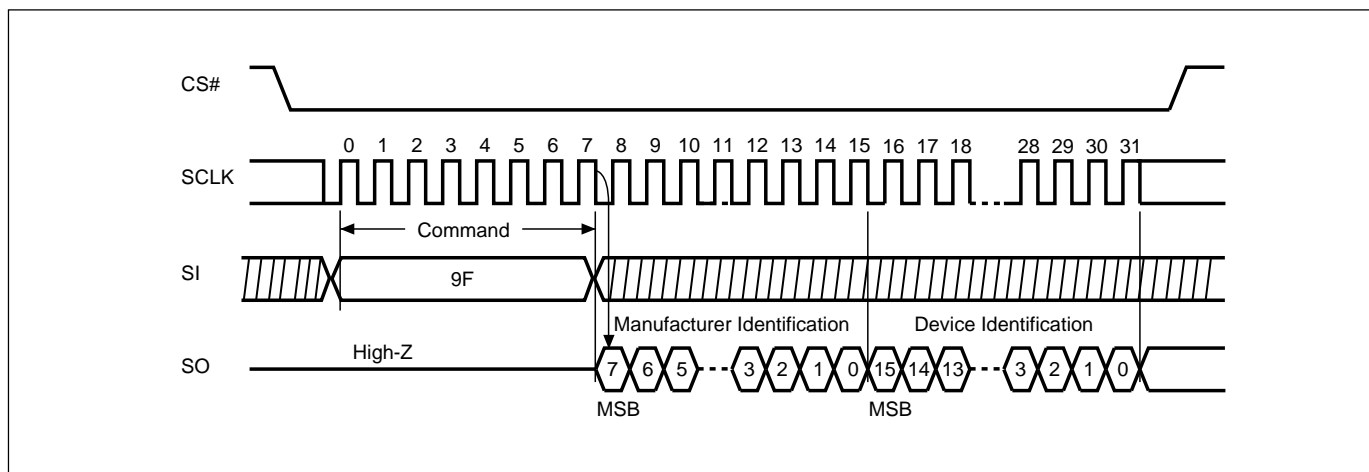 CS#
0 1 2 3 4 5 6 7 8 9 10 11 12 13 14 15 16 17 18 28 29 30 31
SCLK
Command
SI
9F
Manufacturer Identification Device Identification
High-Z
SO
7 6 5 3 2 1 0 15 14 13 3 2 1 0
MSB MSB